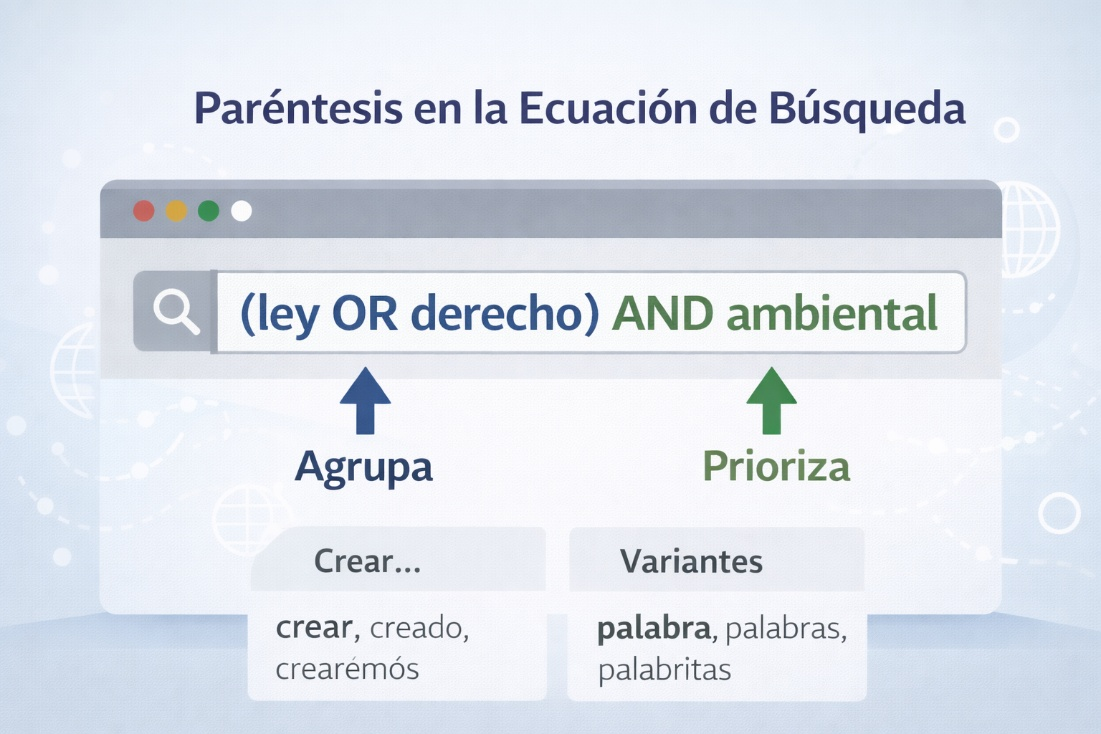 Paréntesis en la Ecuación de Búsqueda
(ley OR derecho) AND ambiental
Agrupa
Prioriza
Crear...
crear, creado,
crearémós
Variantes
palabra, palabras,
palabritas